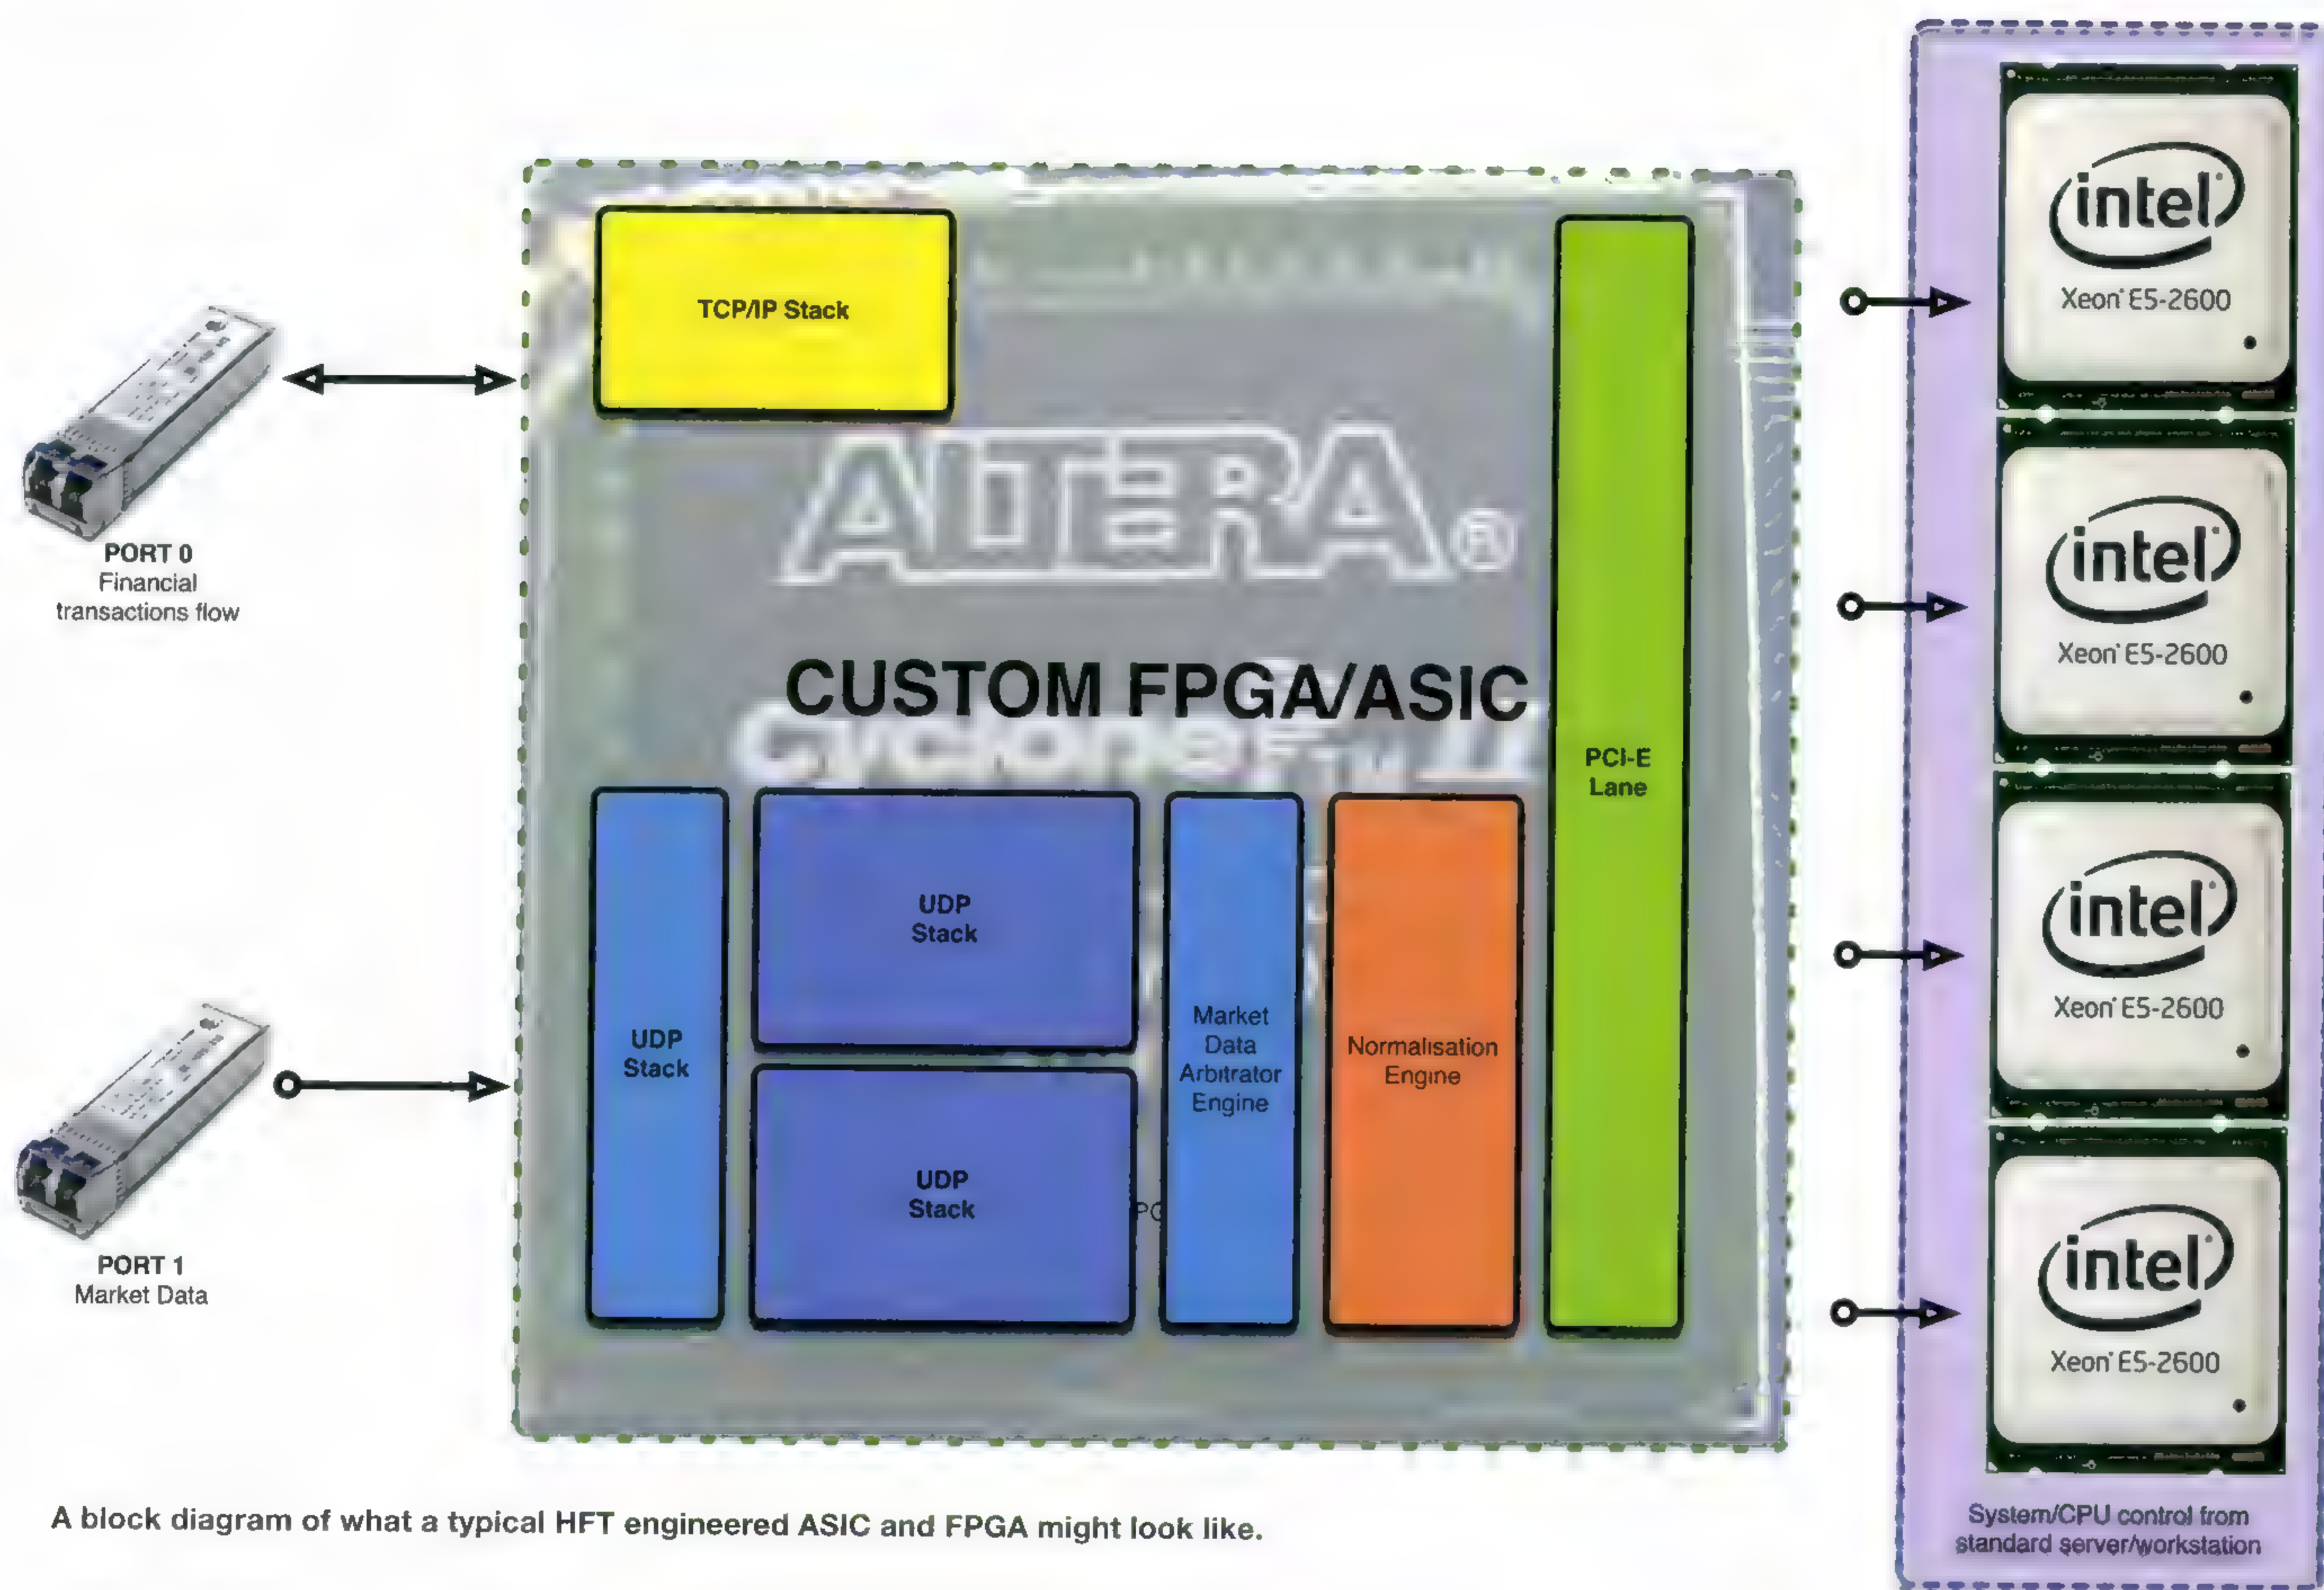 TCP/IP Stack
PORT 0
Financial
transactions flow
ALTERA®
CUSTOM FPGA/ASIC
Cyclone
II
PCI-E
Lane
UDP
Stack
UDP
Stack
UDP
Stack
PC
Market
Data
Arbitrator
Engine
Normalisation
Engine
PORT 1
Market Data
intel
Xeon® E5-2600
intel
Xeon® E5-2600
intel
Xeon® E5-2600
intel
Xeon® E5-2600
System/CPU control from
standard server/workstation
A block diagram of what a typical HFT engineered ASIC and FPGA might look like.